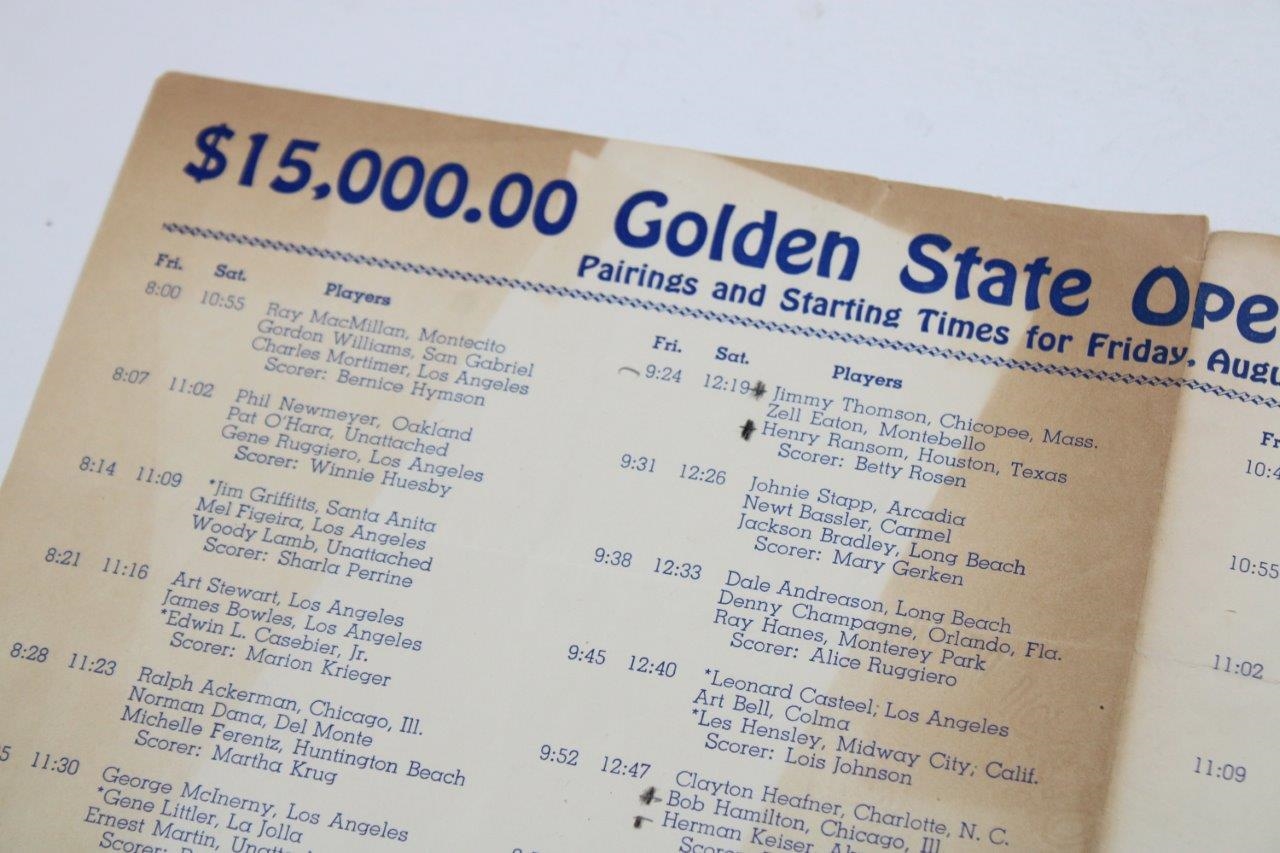 $15,000.00 Golden State Ope
Pairings and Starting Times for Friday, Augu
Fri. Sat. Players
8:00 10:55 Ray MacMillan, Montecito
Gordon Williams, San Gabriel
Charles Mortimer, Los Angeles
Scorer: Bernice Hymson
8:07 11:02 Phil Newmeyer, Oakland
Pat O'Hara, Unattached
Gene Ruggiero, Los Angeles
Scorer: Winnie Huesby
8:14 11:09 *Jim Griffitts, Santa Anita
Mel Figeira, Los Angeles
Woody Lamb, Unattached
Scorer: Sharla Perrine
8:21 11:16 Art Stewart, Los Angeles
James Bowles, Los Angeles
*Edwin L. Casebier, Jr.
Scorer: Marion Krieger
8:28 11:23 Ralph Ackerman, Chicago, Ill.
Norman Dana, Del Monte
Michelle Ferentz, Huntington Beach
Scorer: Martha Krug
5 11:30 George McInerny, Los Angeles
*Gene Littler, La Jolla
Ernest Martin, Unatt
Scorer:
Fri. Sat. Players
9:24 12:19 Jimmy Thomson, Chicopee, Mass.
Zell Eaton, Montebello
Henry Ransom, Houston, Texas
Scorer: Betty Rosen
9:31 12:26 Johnie Stapp, Arcadia
Newt Bassler, Carmel
Jackson Bradley, Long Beach
Scorer: Mary Gerken
9:38 12:33 Dale Andreason, Long Beach
Denny Champagne, Orlando, Fla.
Ray Hanes, Monterey Park
Scorer: Alice Ruggiero
9:45 12:40 *Leonard Casteel; Los Angeles
Art Bell, Colma
*Les Hensley, Midway City, Calif.
Scorer: Lois Johnson
9:52 12:47 Clayton Heafner, Charlotte, N. C.
Bob Hamilton, Chicago, Ill
Herman Keiser, Ak
Scorer:
Fr
10:4
10:55
11:02
11:09